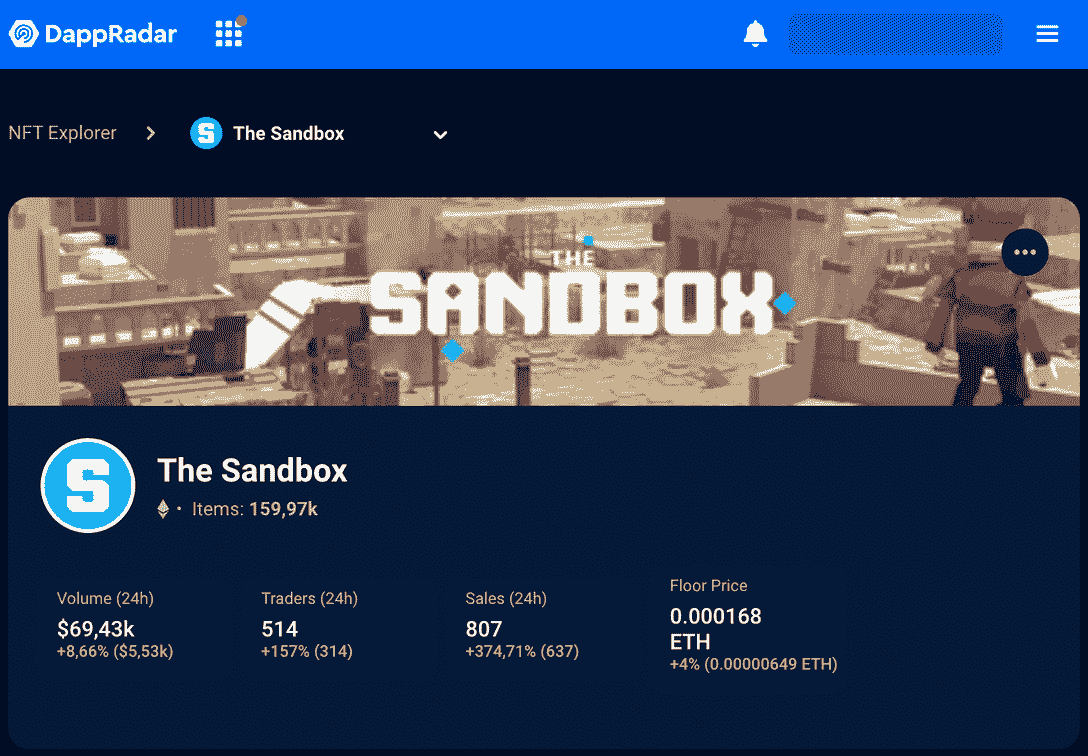 DappRadar
NFT Explorer > The Sandbox
THE
SANDBOX
S
The Sandbox
• Items: 159,97k
Volume (24h)
$69,43k
+8,66% ($5,53k)
Traders (24h)
514
+157% (314)
Sales (24h)
807
+374,71% (637)
Floor Price
0.000168
ETH
+4% (0.00000649 ETH)